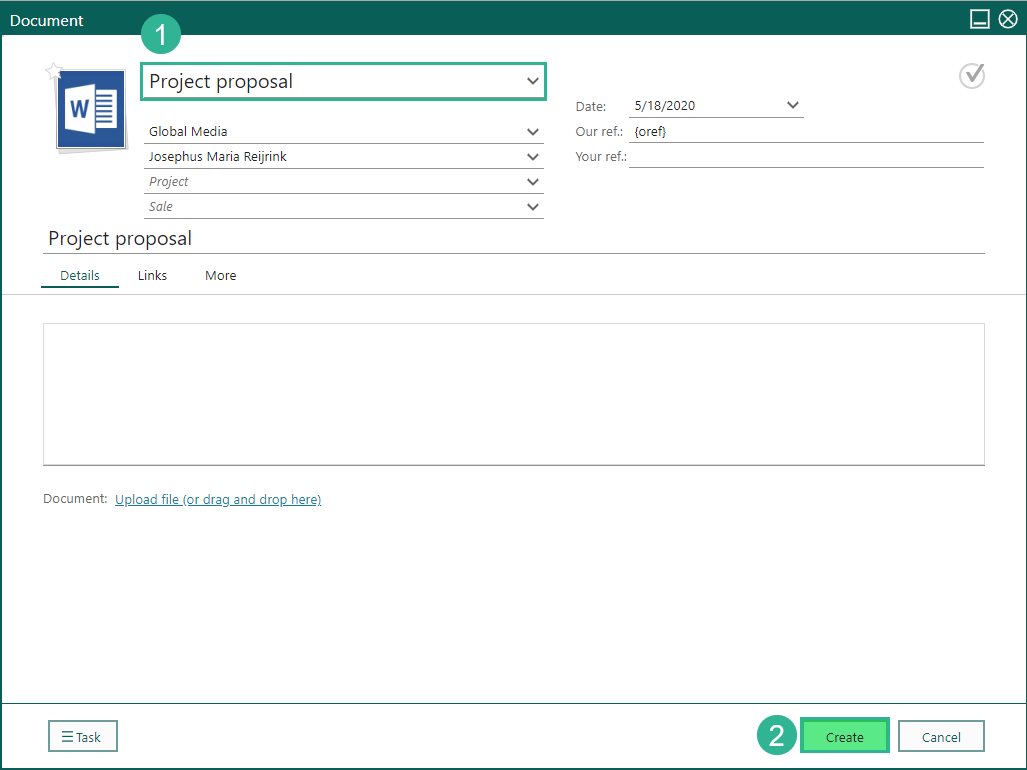 Document
1
Project proposal
W
Global Media
Josephus Maria Reijrink
Project
Sale
Date: 5/18/2020
Our ref.: {oref}
Your ref.:
Project proposal
Details Links More
Document: Upload file (or drag and drop here)
Task 2 Create Cancel